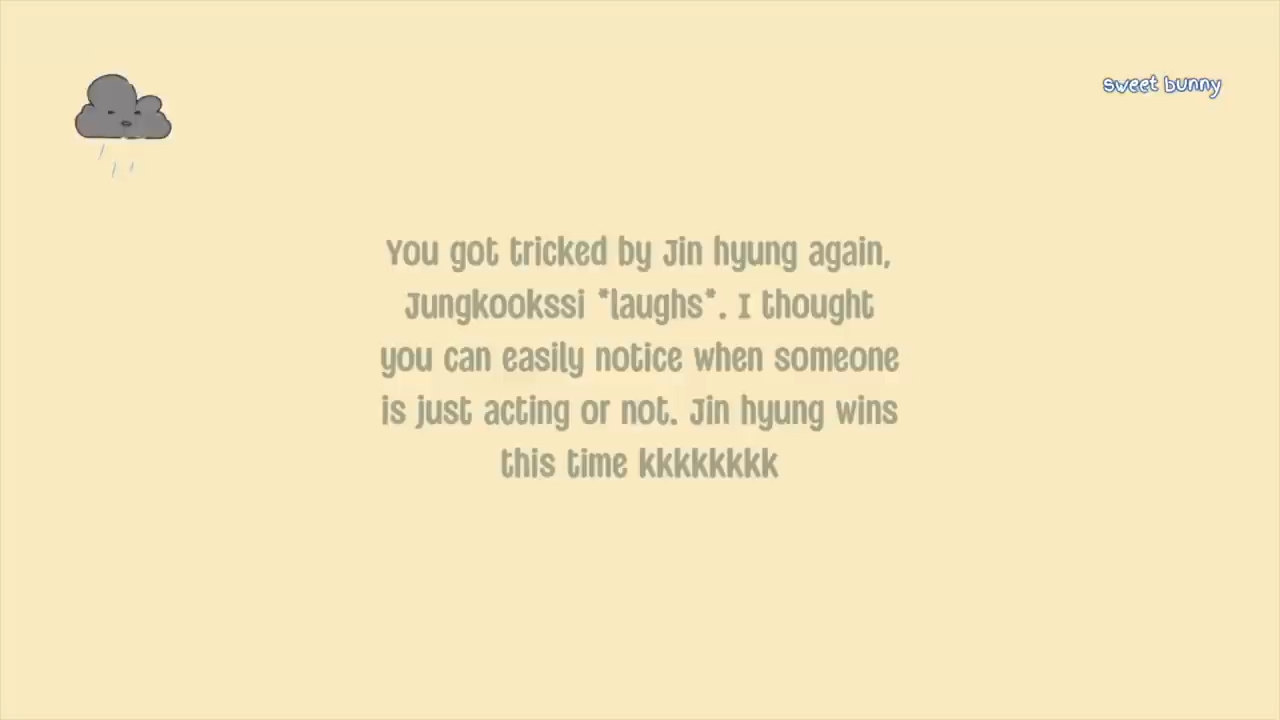 sweet bunny
You got tricked by Jin hyung again,
Jungkookssi *laughs*. I thought
you can easily notice when someone
is just acting or not. Jin hyung wins
this time kkkkkkkk